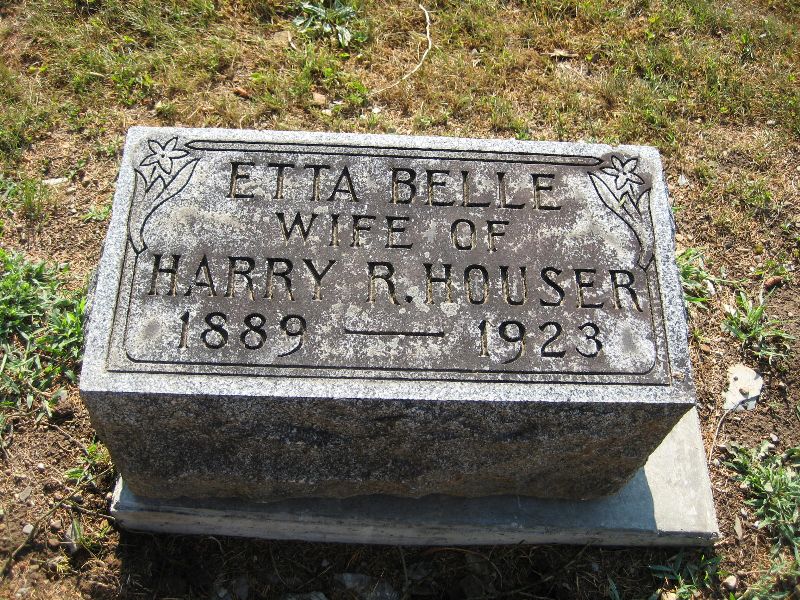 ETTA BELLE
WIFE OF
HARRY R. HOUSER
1889 — 1923